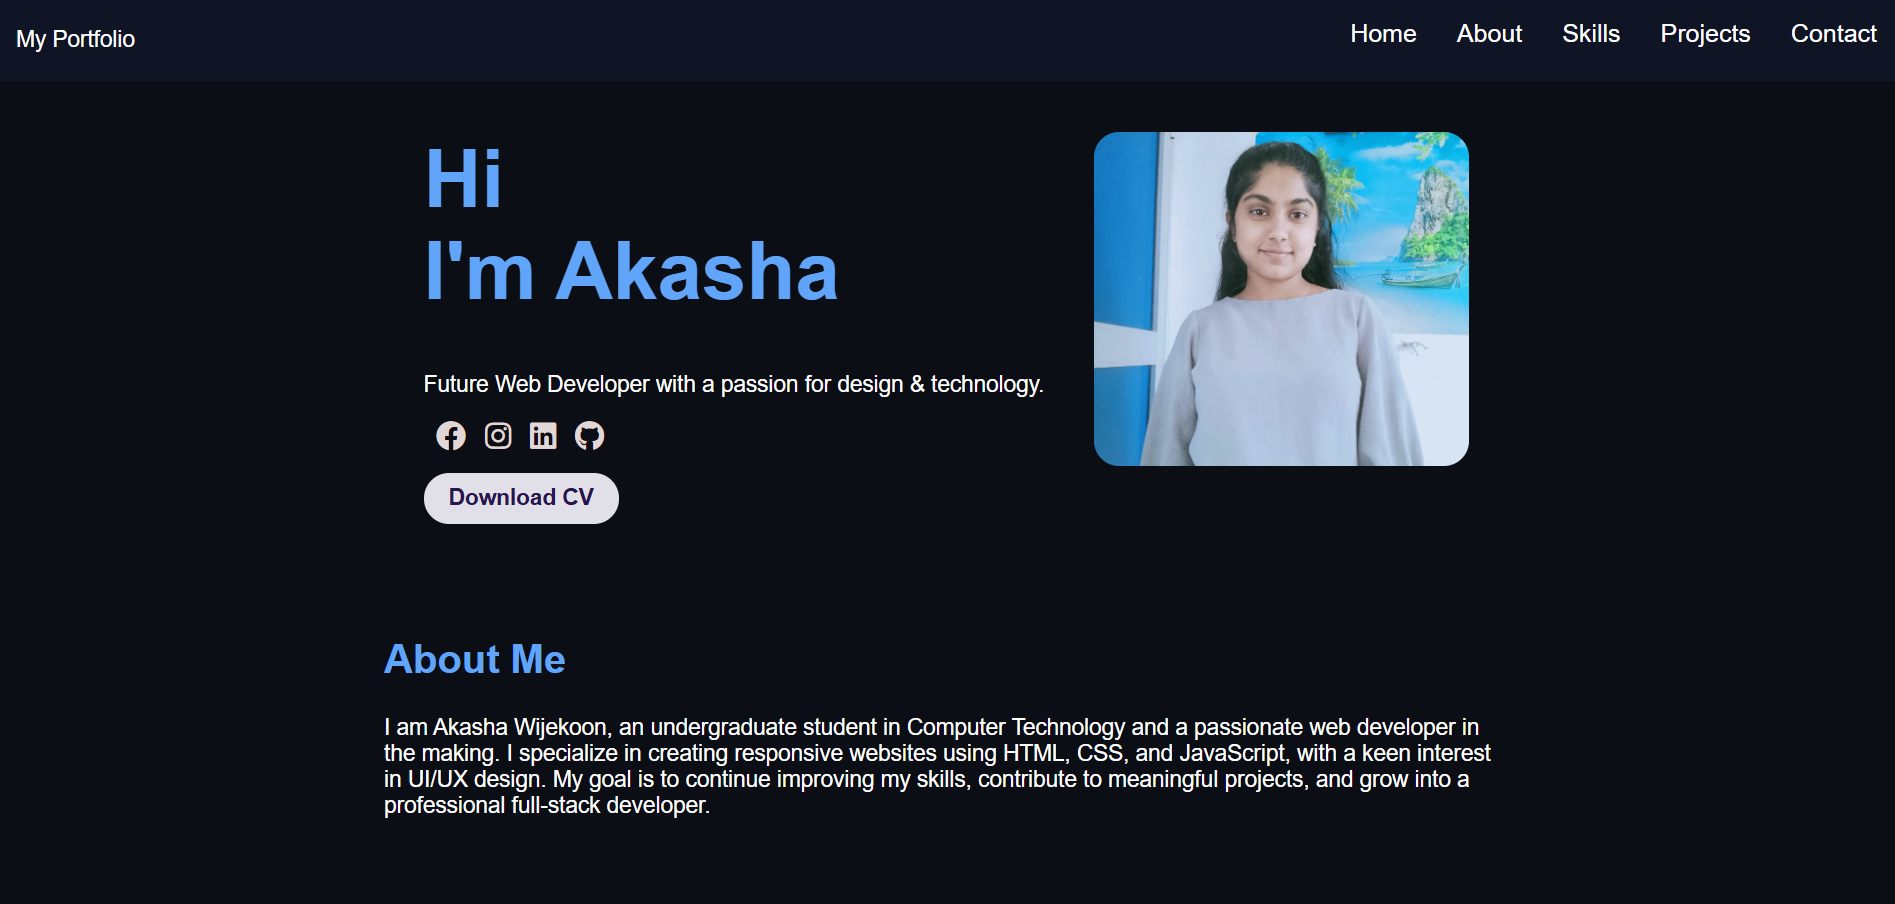 My Portfolio
Home About Skills Projects Contact
Hi
I'm Akasha
Future Web Developer with a passion for design & technology.
Download CV
About Me
I am Akasha Wijekoon, an undergraduate student in Computer Technology and a passionate web developer in
the making. I specialize in creating responsive websites using HTML, CSS, and JavaScript, with a keen interest
in UI/UX design. My goal is to continue improving my skills, contribute to meaningful projects, and grow into a
professional full-stack developer.